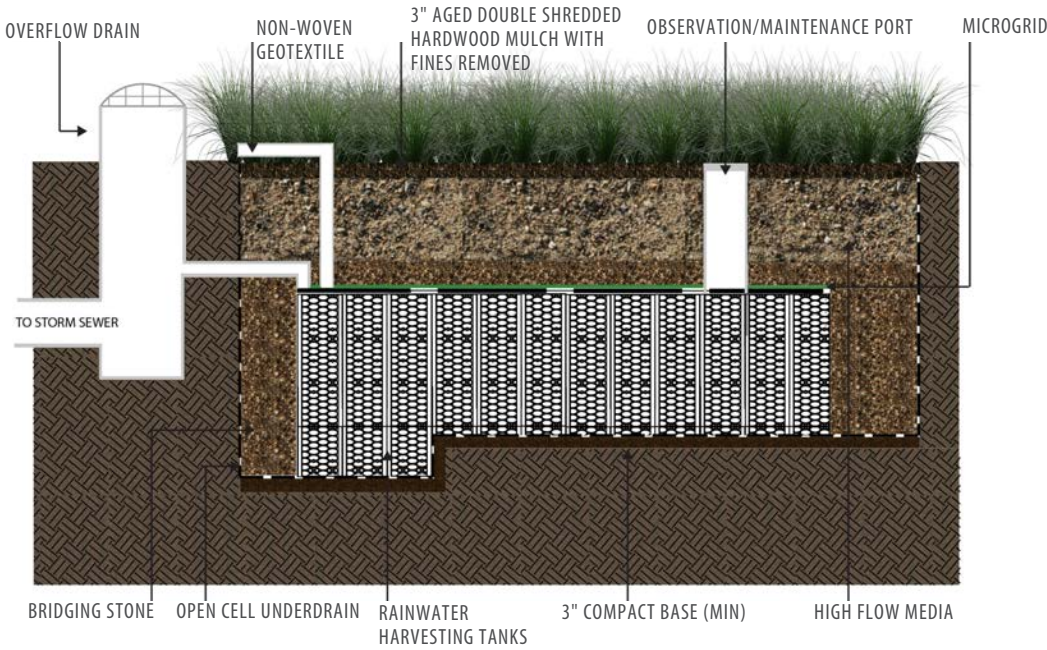 OVERFLOW DRAIN
NON-WOVEN
GEOTEXTILE
3" AGED DOUBLE SHREDDED
HARDWOOD MULCH WITH
FINES REMOVED
OBSERVATION/MAINTENANCE PORT
MICROGRID
TO STORM SEWER
BRIDGING STONE
OPEN CELL UNDERDRAIN
RAINWATER
HARVESTING TANKS
3" COMPACT BASE (MIN)
HIGH FLOW MEDIA